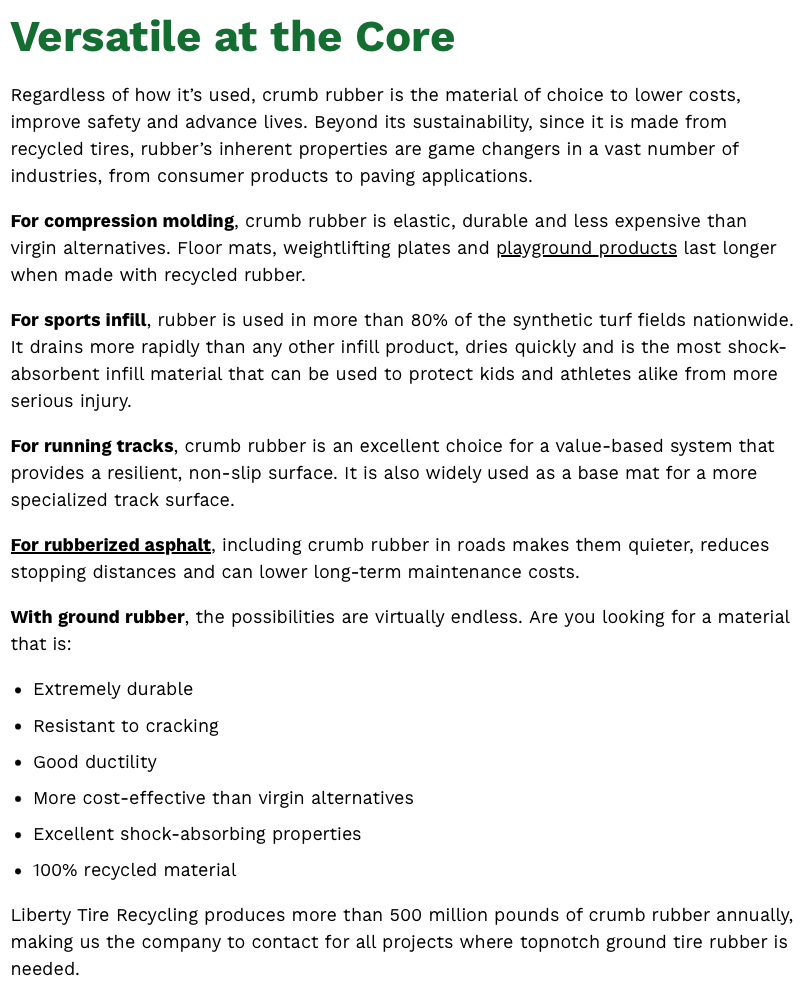 Versatile at the Core
Regardless of how it’s used, crumb rubber is the material of choice to lower costs,
improve safety and advance lives. Beyond its sustainability, since it is made from
recycled tires, rubber’s inherent properties are game changers in a vast number of
industries, from consumer products to paving applications.
For compression molding, crumb rubber is elastic, durable and less expensive than
virgin alternatives. Floor mats, weightlifting plates and playground products last longer
when made with recycled rubber.
For sports infill, rubber is used in more than 80% of the synthetic turf fields nationwide.
It drains more rapidly than any other infill product, dries quickly and is the most shock-
absorbent infill material that can be used to protect kids and athletes alike from more
serious injury.
For running tracks, crumb rubber is an excellent choice for a value-based system that
provides a resilient, non-slip surface. It is also widely used as a base mat for a more
specialized track surface.
For rubberized asphalt, including crumb rubber in roads makes them quieter, reduces
stopping distances and can lower long-term maintenance costs.
With ground rubber, the possibilities are virtually endless. Are you looking for a material
that is:
• Extremely durable
• Resistant to cracking
• Good ductility
• More cost-effective than virgin alternatives
• Excellent shock-absorbing properties
• 100% recycled material
Liberty Tire Recycling produces more than 500 million pounds of crumb rubber annually,
making us the company to contact for all projects where topnotch ground tire rubber is
needed.